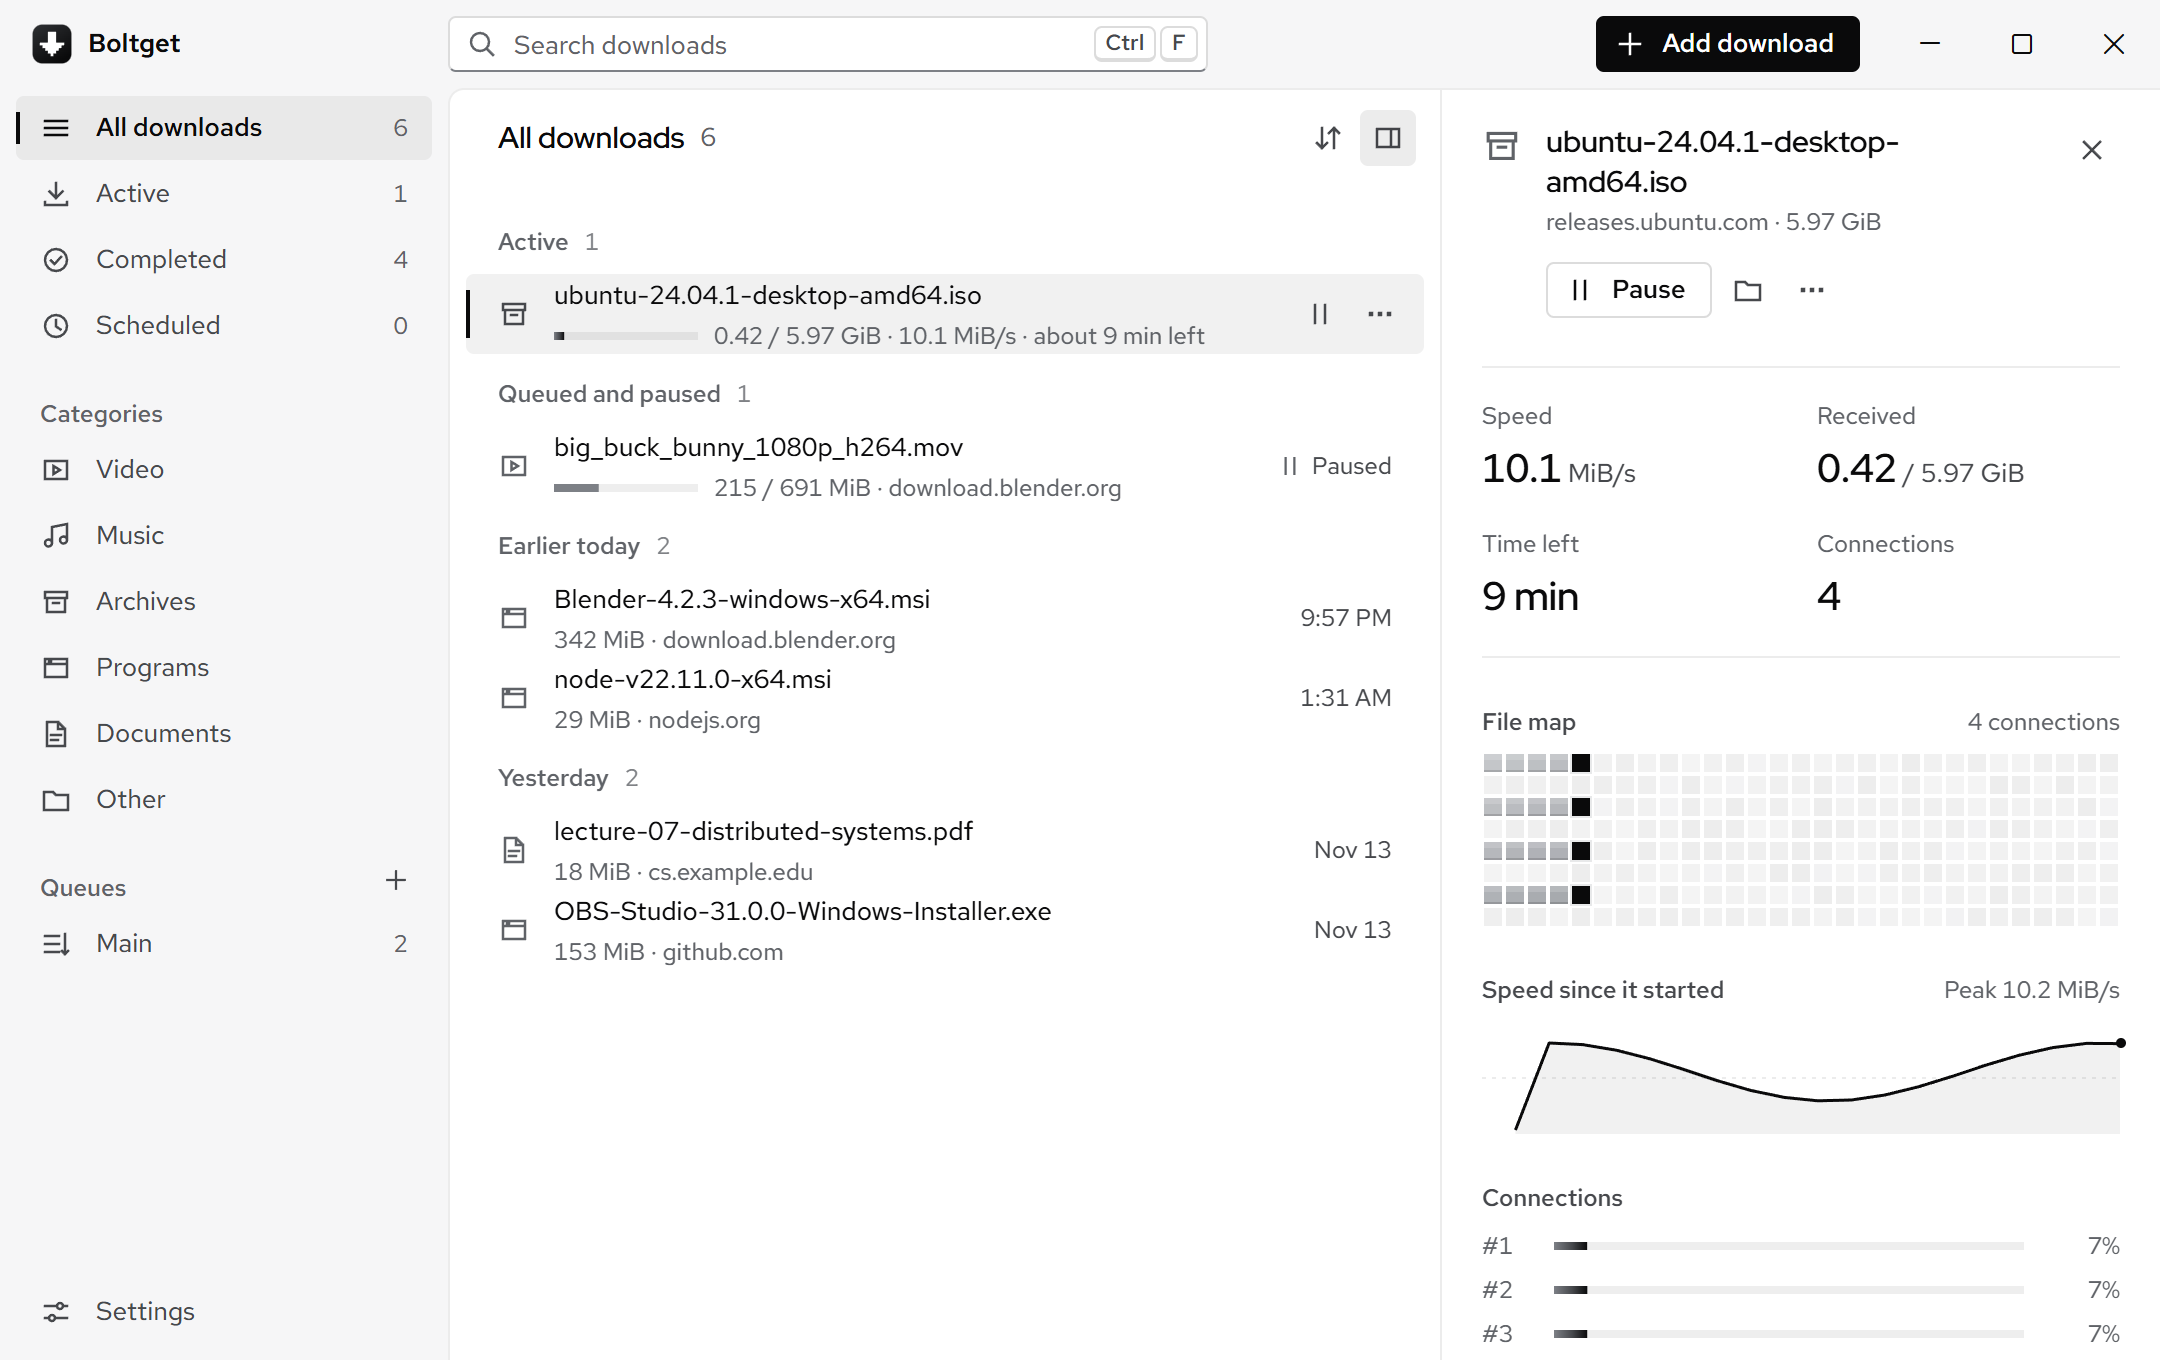 Boltget
Search downloads
Ctrl F
Add download
All downloads 6
Active 1
Completed 4
Scheduled 0
Categories
Video
Music
Archives
Programs
Documents
Other
Queues
Main 2
Settings
All downloads 6
Active 1
ubuntu-24.04.1-desktop-amd64.iso
0.42 / 5.97 GiB · 10.1 MiB/s · about 9 min left
Queued and paused 1
big_buck_bunny_1080p_h264.mov
215 / 691 MiB · download.blender.org
Paused
Earlier today 2
Blender-4.2.3-windows-x64.msi
342 MiB · download.blender.org
9:57 PM
node-v22.11.0-x64.msi
29 MiB · nodejs.org
1:31 AM
Yesterday 2
lecture-07-distributed-systems.pdf
18 MiB · cs.example.edu
Nov 13
OBS-Studio-31.0.0-Windows-Installer.exe
153 MiB · github.com
Nov 13
ubuntu-24.04.1-desktop-
amd64.iso
releases.ubuntu.com · 5.97 GiB
Pause
Speed
10.1 MiB/s
Received
0.42 / 5.97 GiB
Time left
9 min
Connections
4
File map
4 connections
Speed since it started
Peak 10.2 MiB/s
Connections
#1 7%
#2 7%
#3 7%